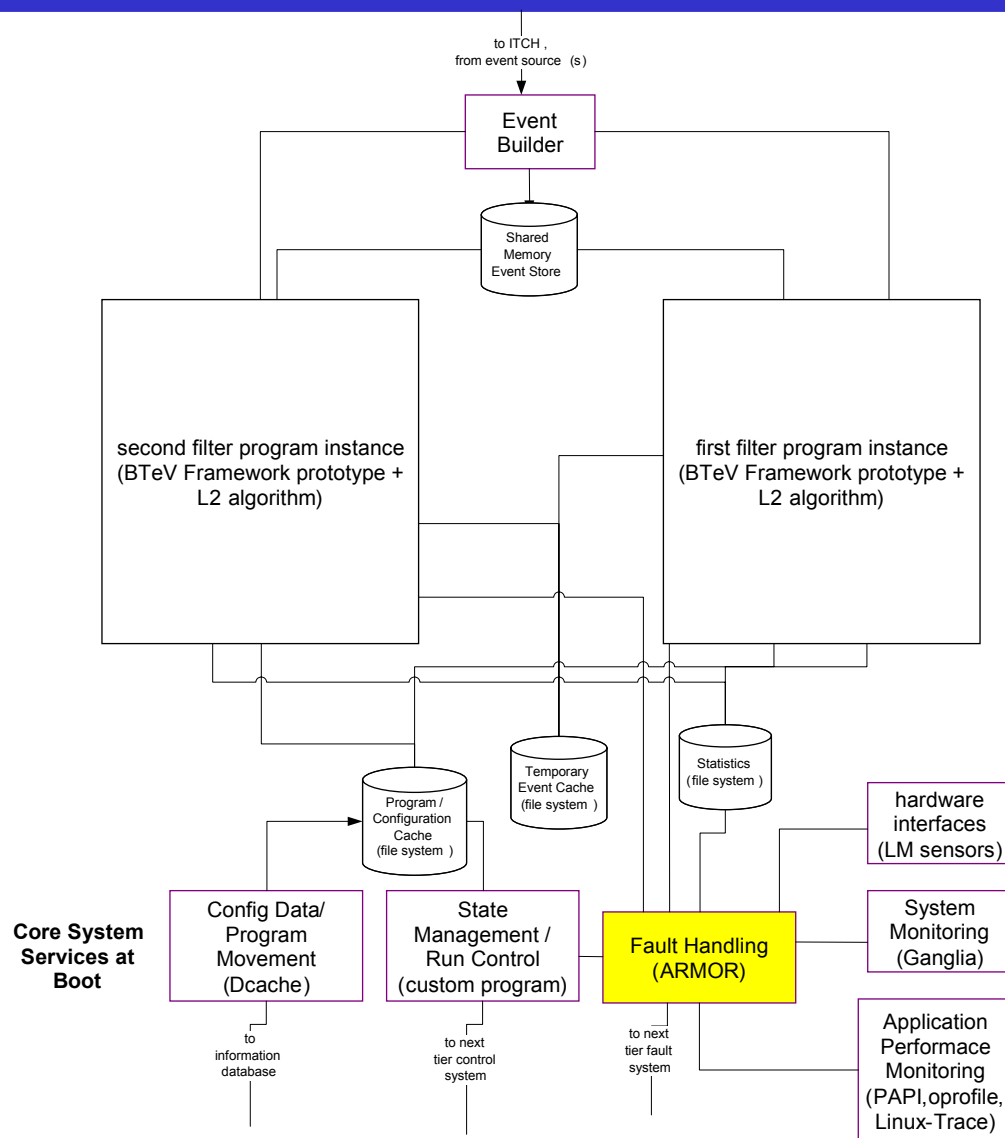 to ITCH ,
from event source (s)
Event
Builder
Shared
Memory
Event Store
second filter program instance
(BTeV Framework prototype +
L2 algorithm)
first filter program instance
(BTeV Framework prototype +
L2 algorithm)
Program /
Configuration
Cache
(file system )
Temporary
Event Cache
(file system )
Statistics
(file system )
hardware
interfaces
(LM sensors)
Core System
Services at
Boot
Config Data/
Program
Movement
(Dcache)
State
Management /
Run Control
(custom program)
Fault Handling
(ARMOR)
System
Monitoring
(Ganglia)
to
information
database
to next
tier control
system
to next
tier fault
system
Application
Performace
Monitoring
(PAPI,oprofile,
Linux-Trace)